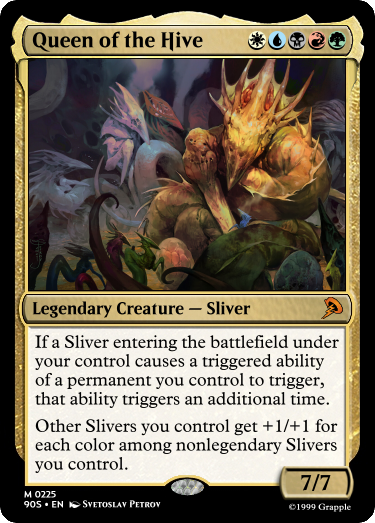 Queen of the Hive
Legendary Creature — Sliver
If a Sliver entering the battlefield under
your control causes a triggered ability
of a permanent you control to trigger,
that ability triggers an additional time.
Other Slivers you control get +1/+1 for
each color among nonlegendary Slivers
you control.
7/7
M 0225
90S • EN Svetoslav Petrov
©1999 Grapple